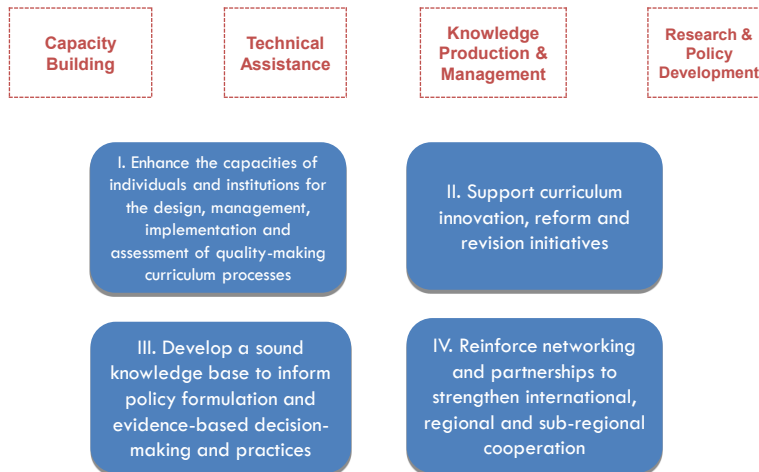 Capacity
Building
Technical
Assistance
Knowledge
Production &
Management
Research &
Policy
Development
I. Enhance the capacities of
individuals and institutions for
the design, management,
implementation and
assessment of quality-making
curriculum processes
II. Support curriculum
innovation, reform and
revision initiatives
III. Develop a sound
knowledge base to inform
policy formulation and
evidence-based decision-
making and practices
IV. Reinforce networking
and partnerships to
strengthen international,
regional and sub-regional
cooperation